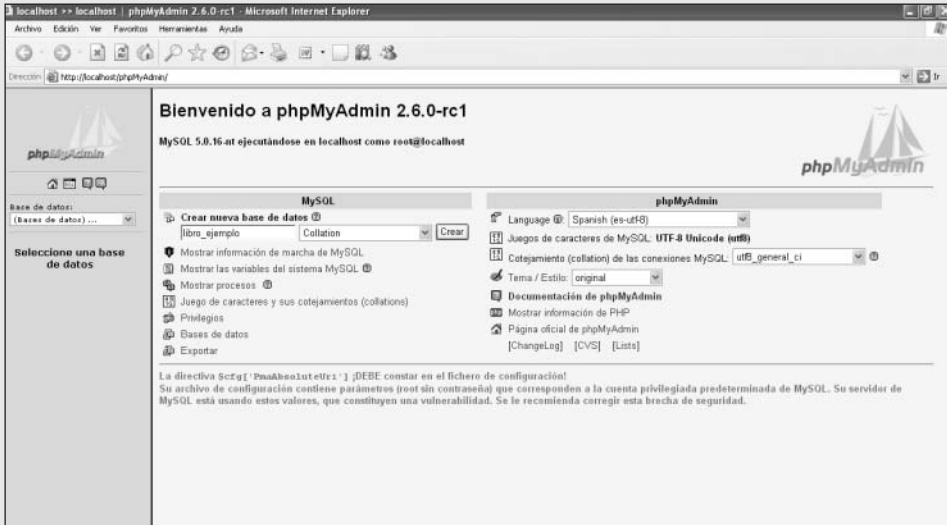 localhost >> localhost | phpMyAdmin 2.6.0-rc1 - Microsoft Internet Explorer
Archivo Edición Ver Favoritos Herramientas Ayuda
Dirección http://localhost/phpMyAdmin/ Ir
phpMyAdmin
Base de datos:
(Bases de datos) ...
Seleccione una base
de datos
Bienvenido a phpMyAdmin 2.6.0-rc1
MySQL 5.0.16-nt ejecutándose en localhost como root@localhost
phpMyAdmin
MySQL
Crear nueva base de datos
libro_ejemplo Collation Crear
Mostrar información de marcha de MySQL
Mostrar las variables del sistema MySQL
Mostrar procesos
Juego de caracteres y sus cotejamientos (collations)
Privilegios
Bases de datos
Exportar
phpMyAdmin
Language: Spanish (es-utf-8)
Juegos de caracteres de MySQL: UTF-8 Unicode (utf8)
Cotejamiento (collation) de las conexiones MySQL: utf8_general_ci
Tema / Estilo: original
Documentación de phpMyAdmin
Mostrar información de PHP
Página oficial de phpMyAdmin
[ChangeLog] [CVS] [Lists]
La directiva $cfg['PmaAbsoluteUri'] ¡DEBE constar en el fichero de configuración!
Su archivo de configuración contiene parámetros (root sin contraseña) que corresponden a la cuenta privilegiada predeterminada de MySQL. Su servidor de
MySQL está usando estos valores, que constituyen una vulnerabilidad. Se le recomienda corregir esta brecha de seguridad.